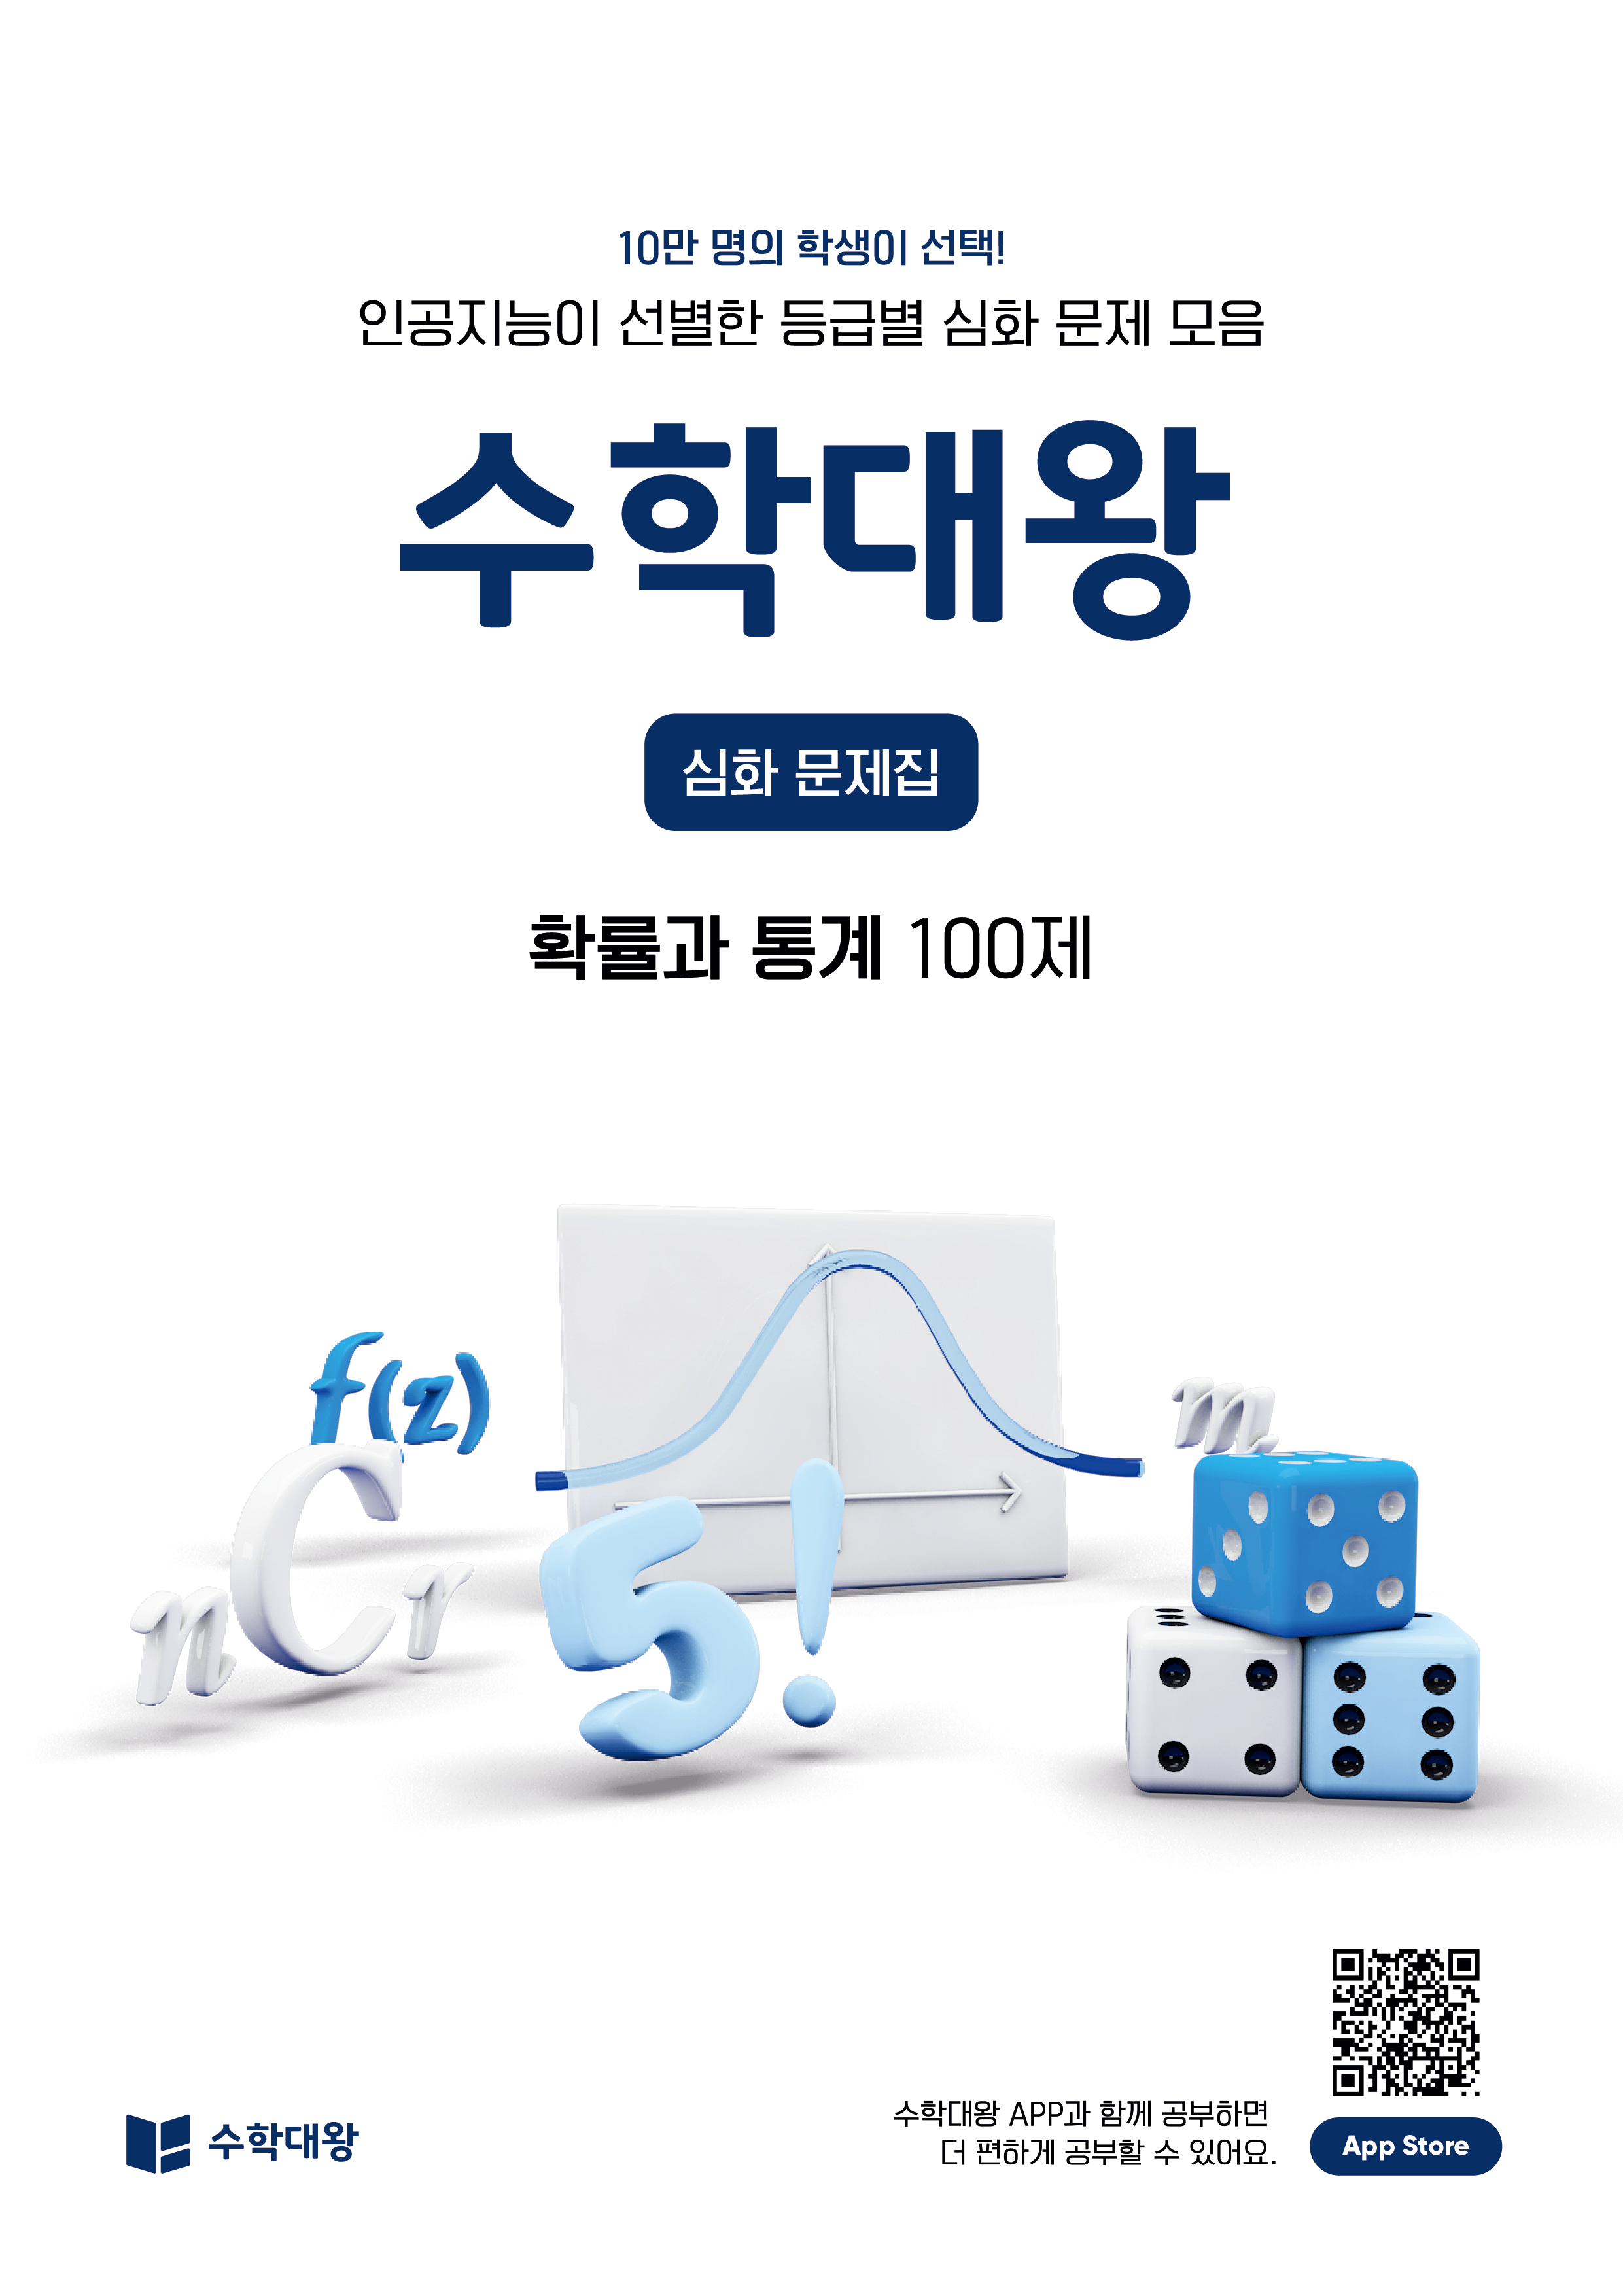 10만 명의 학생이 선택!
인공지능이 선별한 등급별 심화 문제 모음
수학대왕
심화 문제집
확률과 통계 100제
f(z)
m
nCr
5!
수학대왕
수학대왕 APP과 함께 공부하면
더 편하게 공부할 수 있어요.
App Store